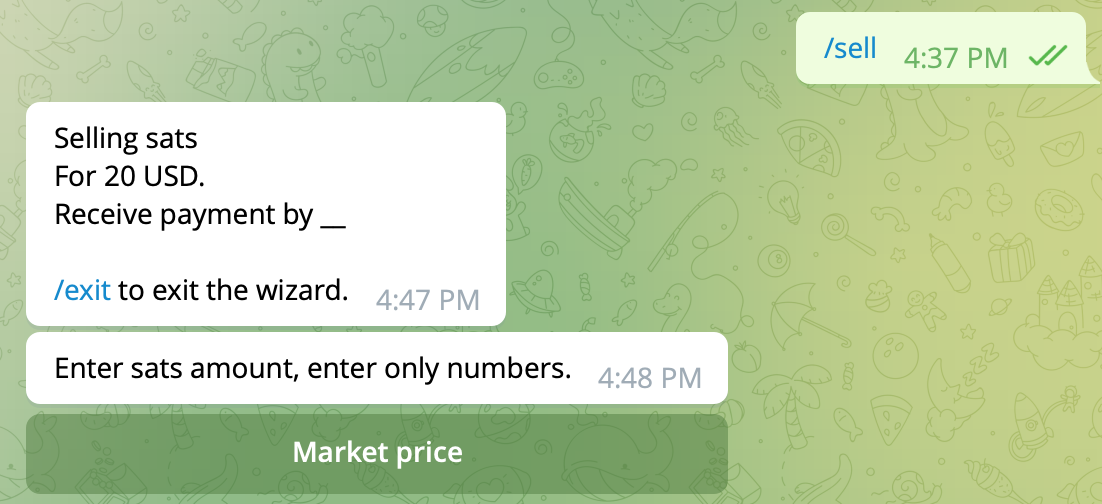 /sell 4:37 PM
Selling sats
For 20 USD.
Receive payment by __
/exit to exit the wizard. 4:47 PM
Enter sats amount, enter only numbers. 4:48 PM
Market price